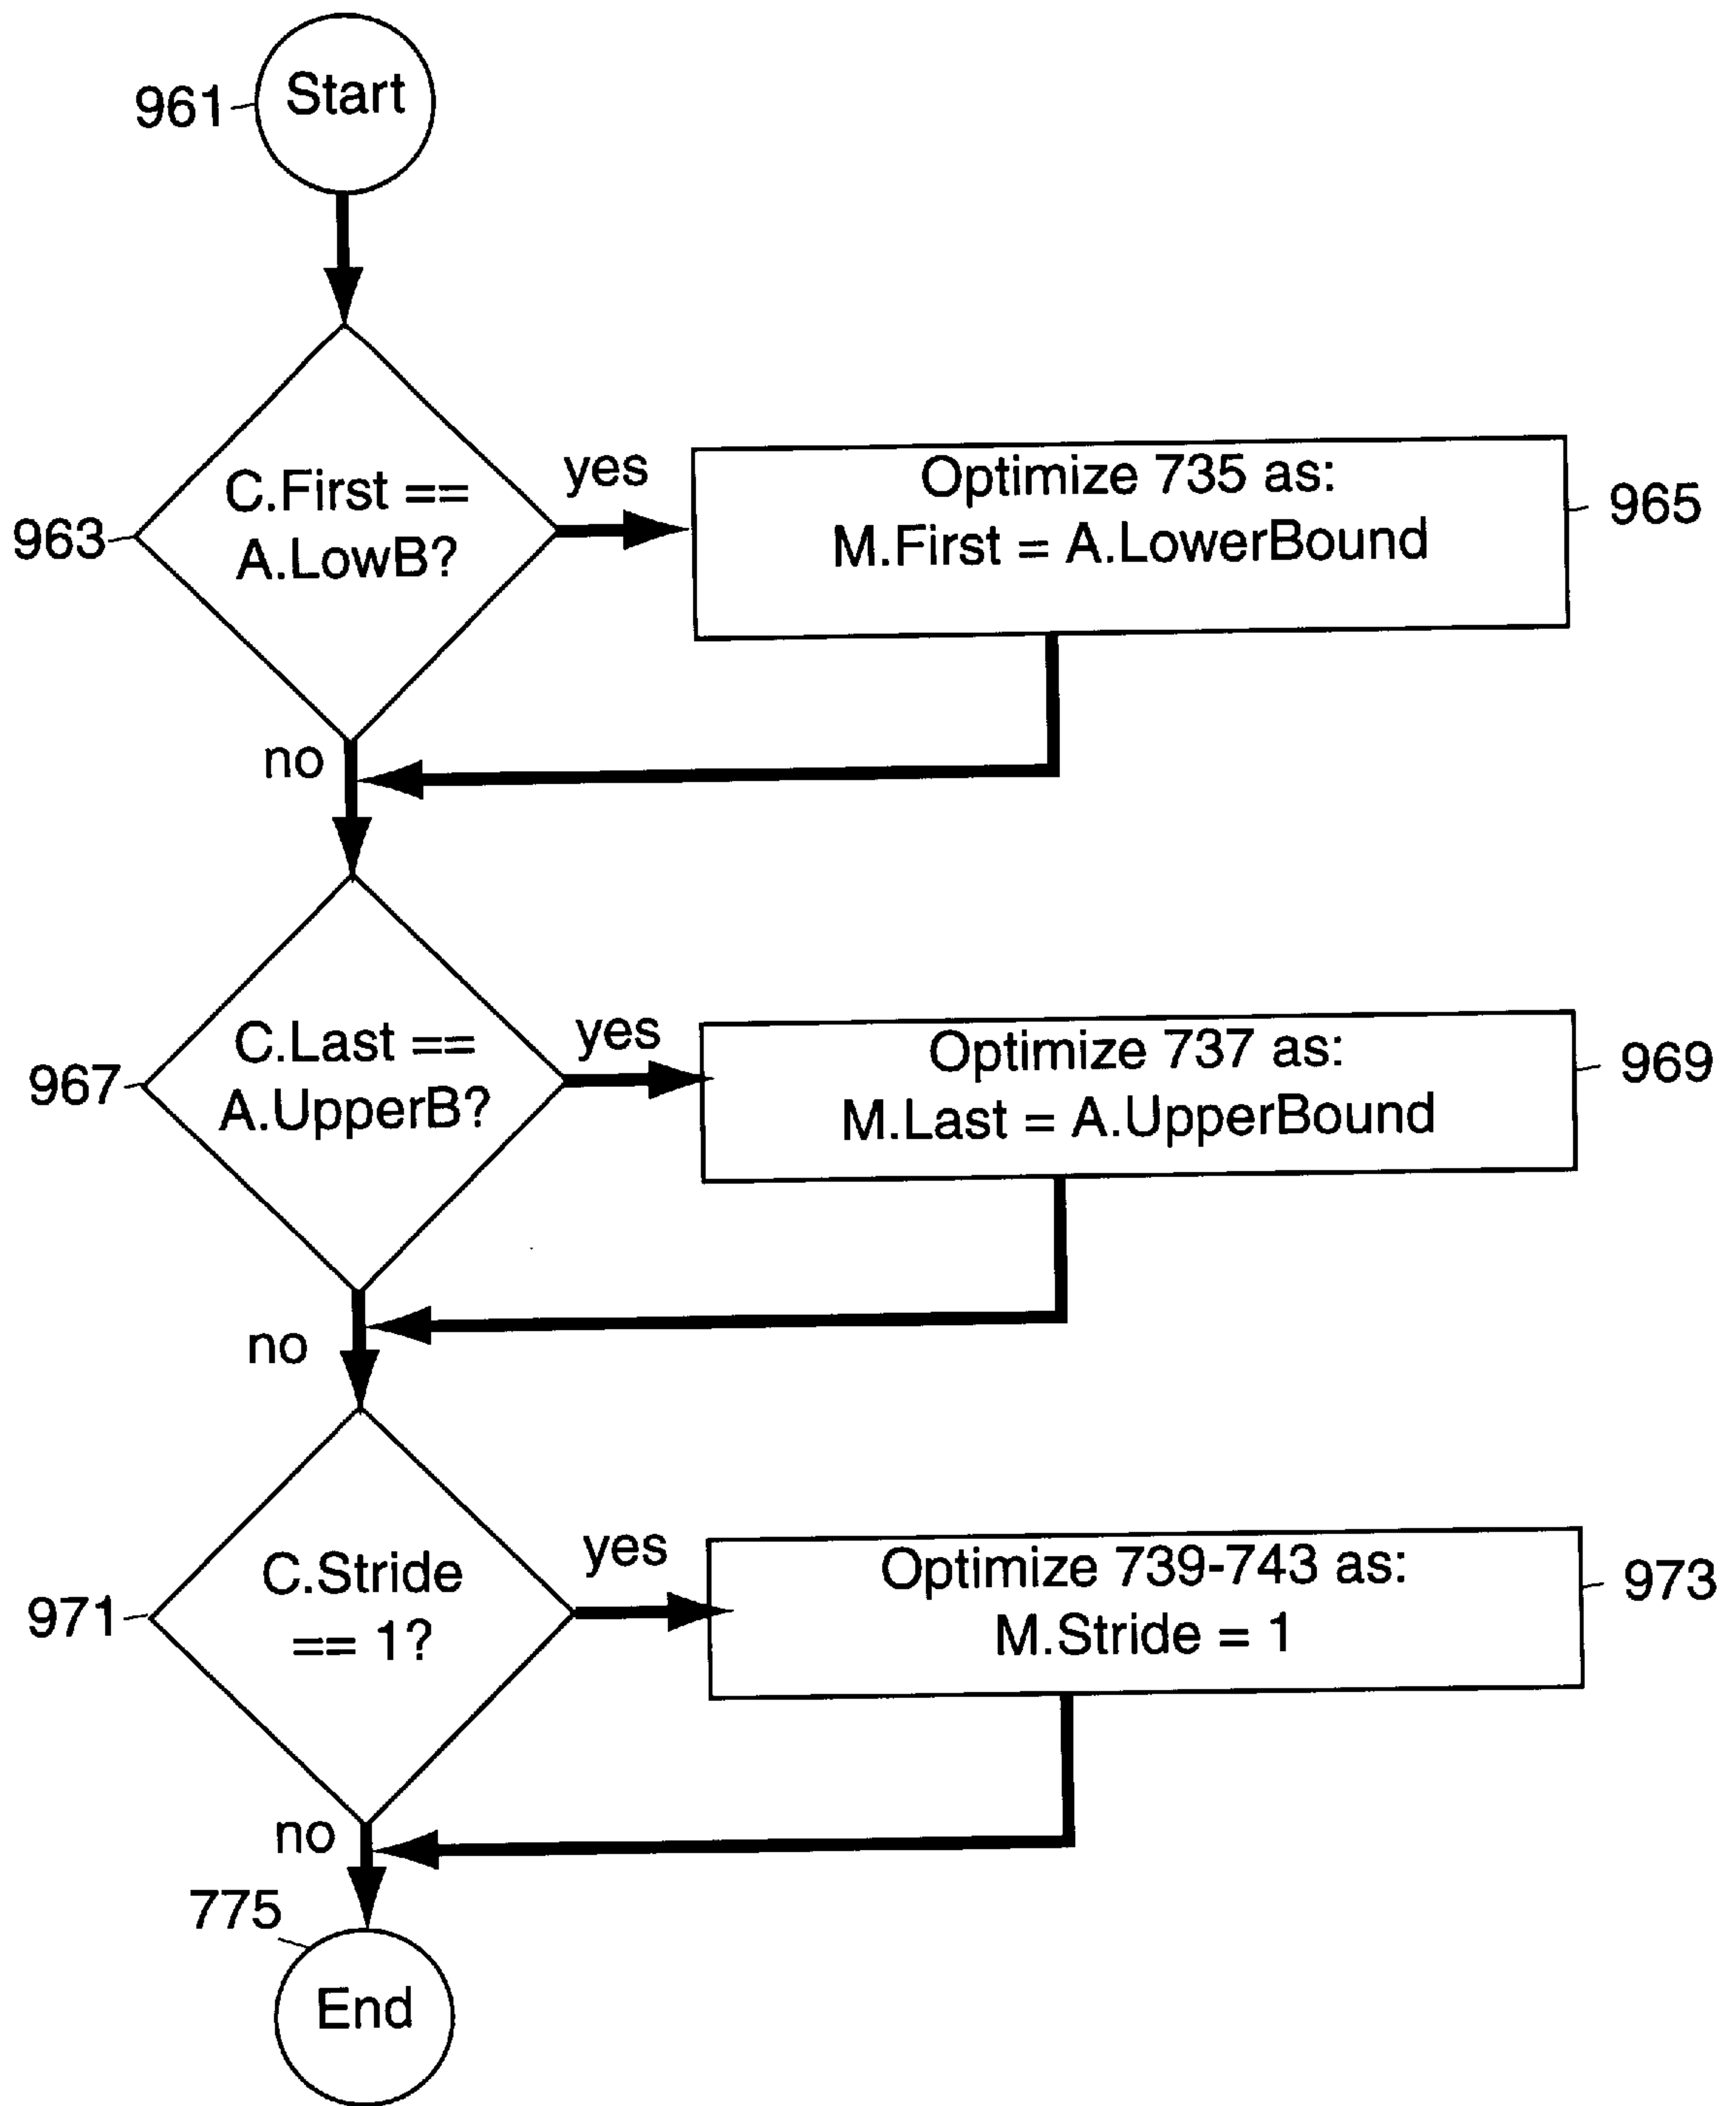 Start
961
C.First ==
A.LowB?
963
yes
Optimize 735 as:
M.First = A.LowerBound
965
no
C.Last ==
A.UpperB?
967
yes
Optimize 737 as:
M.Last = A.UpperBound
969
no
C.Stride
== 1?
971
yes
Optimize 739-743 as:
M.Stride = 1
973
no
775
End